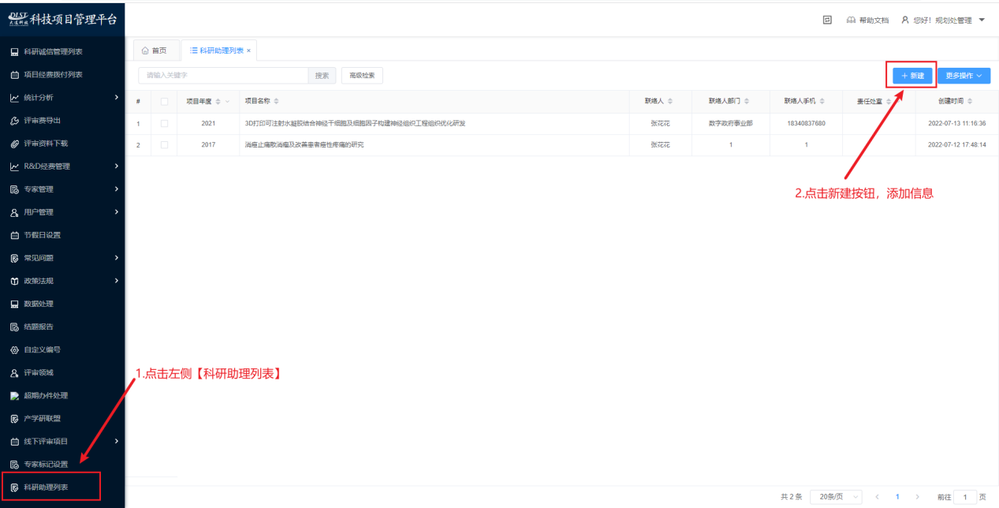 DIST 大连科技 科技项目管理平台
帮助文档 您好！规划处管理
科研诚信管理列表
项目经费拨付列表
统计分析
评审费导出
评审资料下载
R&D经费管理
专家管理
用户管理
节假日设置
常见问题
政策法规
数据处理
结题报告
自定义编号
评审领域
超期办件处理
产学研联盟
线下评审项目
专家标记设置
科研助理列表
首页 科研助理列表 ×
请输入关键字 搜索 高级检索 + 新建 更多操作
# 项目年度 项目名称 联络人 联络人部门 联络人手机 责任处室 创建时间
1 2021 3D打印可注射水凝胶结合神经干细胞及细胞因子构建神经组织工程组织优化研发 张花花 数字政府事业部 18340837680 2022-07-13 11:16:36
2 2017 消癌止痛散消瘤及改善患者癌性疼痛的研究 张花花 1 1 2022-07-12 17:48:14
2.点击新建按钮，添加信息
1.点击左侧【科研助理列表】
共 2 条 20条/页 < 1 > 前往 1 页